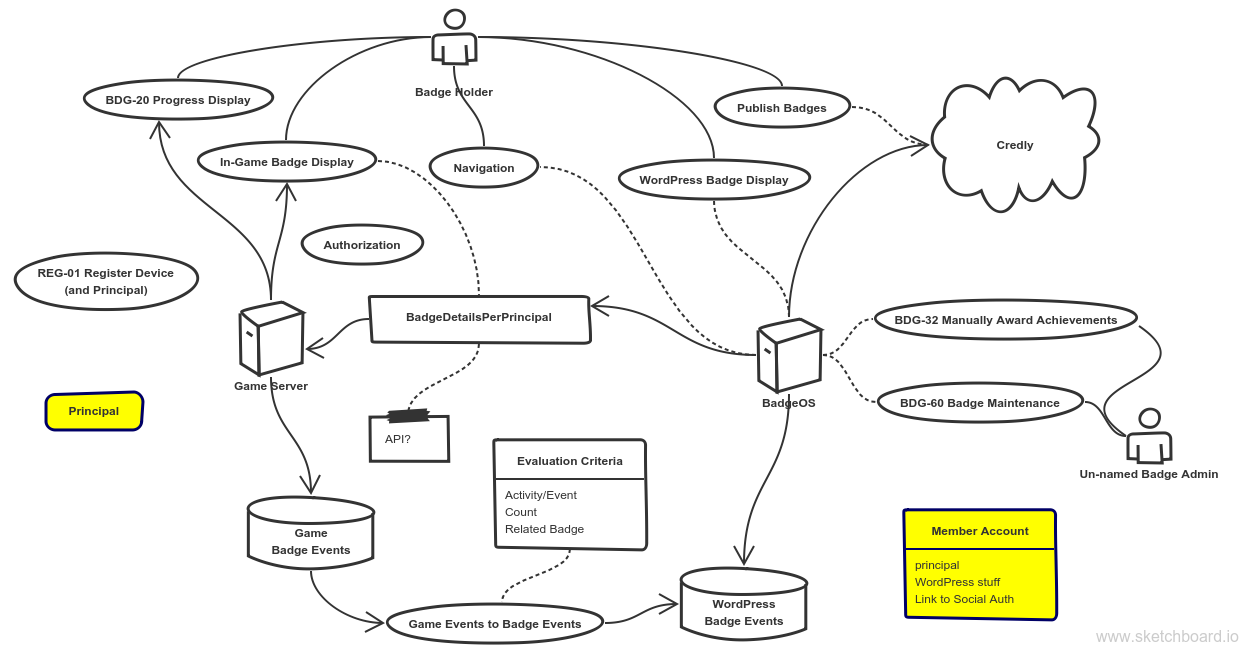 Badge Holder
BDG-20 Progress Display
Publish Badges
In-Game Badge Display
Navigation
WordPress Badge Display
Credly
Authorization
REG-01 Register Device
(and Principal)
BadgeDetailsPerPrincipal
BDG-32 Manually Award Achievements
Game Server
BadgeOS
BDG-60 Badge Maintenance
Principal
API?
Un-named Badge Admin
Evaluation Criteria
Activity/Event
Count
Related Badge
Game
Badge Events
Member Account
principal
WordPress stuff
Link to Social Auth
Game Events to Badge Events
WordPress
Badge Events
www.sketchboard.io